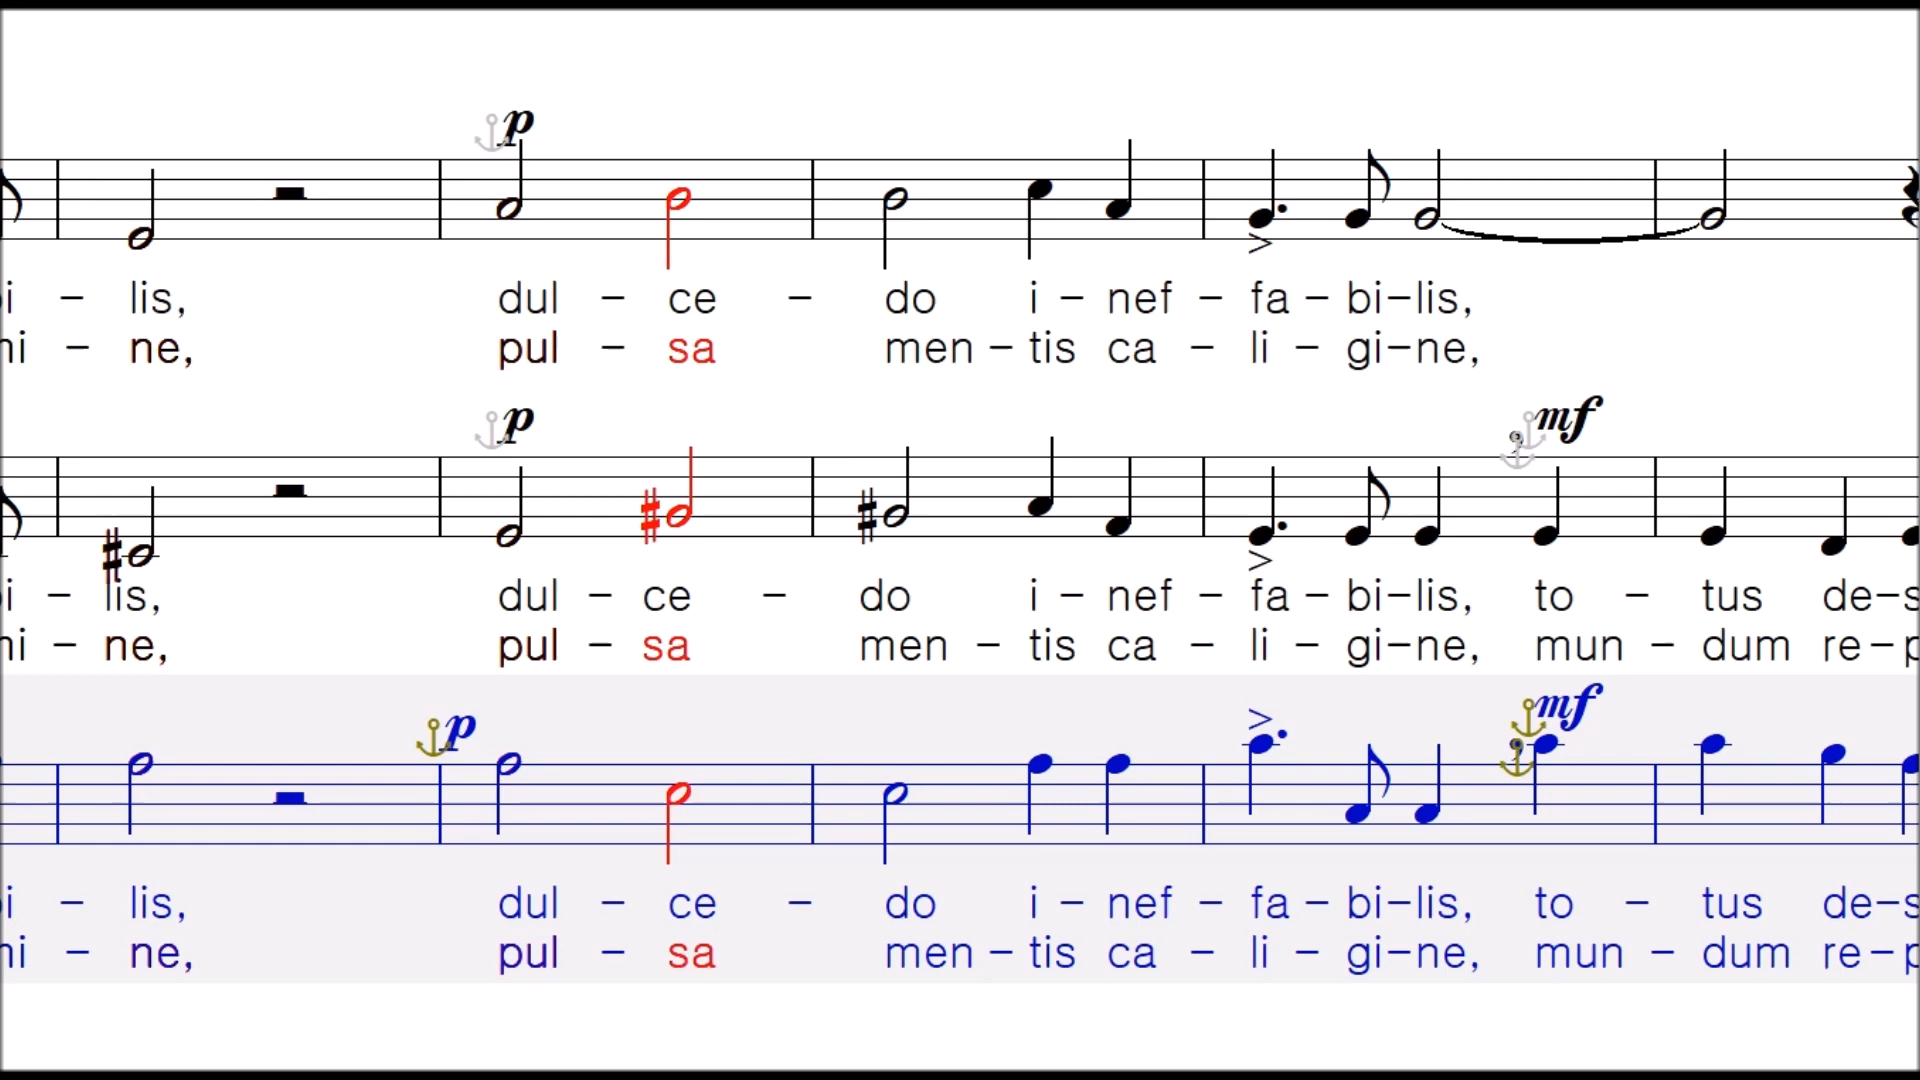 p
i – lis, dul – ce – do i – nef – fa – bi–lis,
ni – ne, pul – sa men – tis ca – li – gi–ne,
p mf
i – lis, dul – ce – do i – nef – fa – bi–lis, to – tus de–s
ni – ne, pul – sa men – tis ca – li – gi–ne, mun – dum re–p
p mf
i – lis, dul – ce – do i – nef – fa – bi–lis, to – tus de–s
ni – ne, pul – sa men – tis ca – li – gi–ne, mun – dum re–p